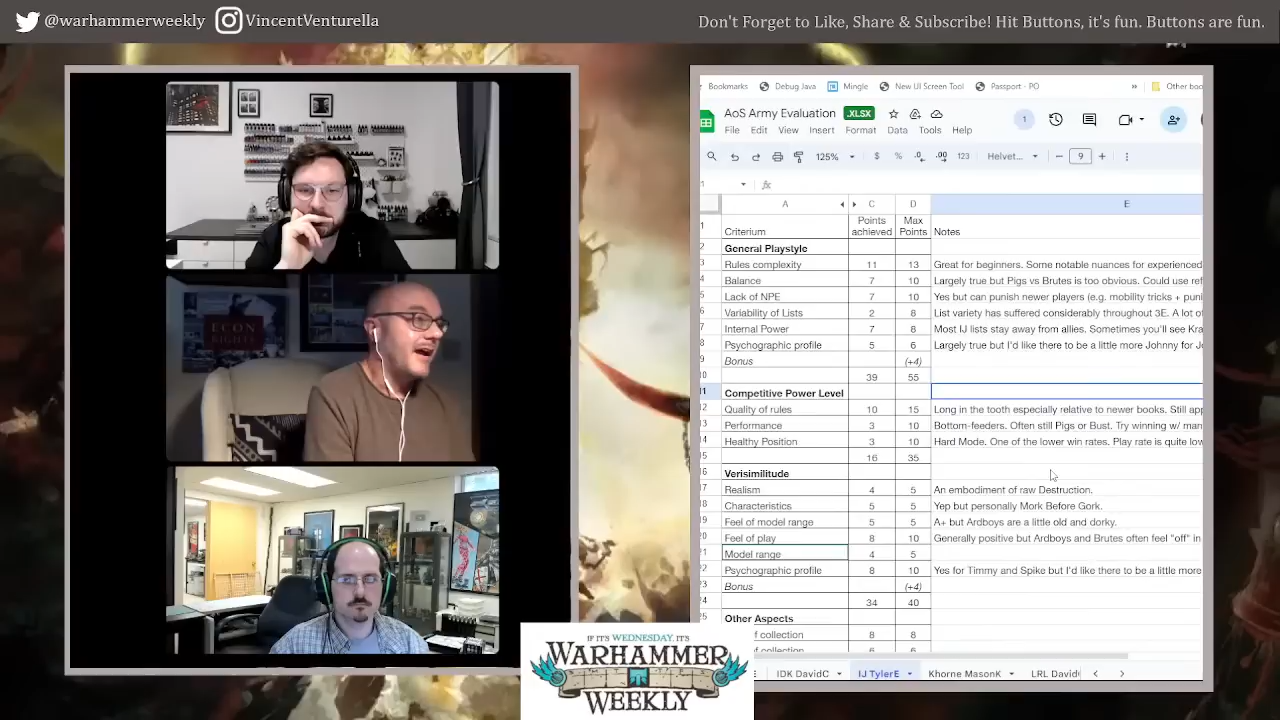 @warhammerweekly VincentVenturella
Don't Forget to Like, Share & Subscribe! Hit Buttons, it's fun. Buttons are fun.
ECON
RIGHTS
IF IT'S WEDNESDAY, IT'S
WARHAMMER
WEEKLY
Bookmarks Debug Java Mingle New UI Screen Tool Passport - PO » Other boo
AoS Army Evaluation .XLSX
File Edit View Insert Format Data Tools Help
125% $ % .0 .00 123 Helvet... − 9 +
fx
A C D E
Criterium Points achieved Max Points Notes
General Playstyle
Rules complexity 11 13 Great for beginners. Some notable nuances for experienced
Balance 7 10 Largely true but Pigs vs Brutes is too obvious. Could use ref
Lack of NPE 7 10 Yes but can punish newer players (e.g. mobility tricks + puni
Variability of Lists 2 8 List variety has suffered considerably throughout 3E. A lot of
Internal Power 7 8 Most IJ lists stay away from allies. Sometimes you'll see Kra
Psychographic profile 5 6 Largely true but I'd like there to be a little more Johnny for J
Bonus (+4)
39 55
Competitive Power Level
Quality of rules 10 15 Long in the tooth especially relative to newer books. Still app
Performance 3 10 Bottom-feeders. Often still Pigs or Bust. Try winning w/ man
Healthy Position 3 10 Hard Mode. One of the lower win rates. Play rate is quite low
16 35
Verisimilitude
Realism 4 5 An embodiment of raw Destruction.
Characteristics 5 5 Yep but personally Mork Before Gork.
Feel of model range 5 5 A+ but Ardboys are a little old and dorky.
Feel of play 8 10 Generally positive but Ardboys and Brutes often feel "off" in
Model range 4 5
Psychographic profile 8 10 Yes for Timmy and Spike but I'd like there to be a little more
Bonus (+4)
34 40
Other Aspects
of collection 8 8
of collection 6 6
IDK DavidC IJ TylerE Khorne MasonK LRL David